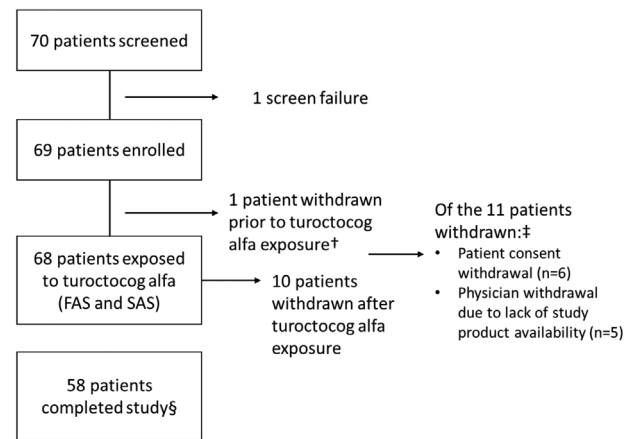 70 patients screened
1 screen failure
69 patients enrolled
1 patient withdrawn
prior to turoctocog
alfa exposure†
68 patients exposed
to turoctocog alfa
(FAS and SAS)
10 patients
withdrawn after
turoctocog alfa
exposure
Of the 11 patients
withdrawn:‡
• Patient consent
withdrawal (n=6)
• Physician withdrawal
due to lack of study
product availability (n=5)
58 patients
completed study§